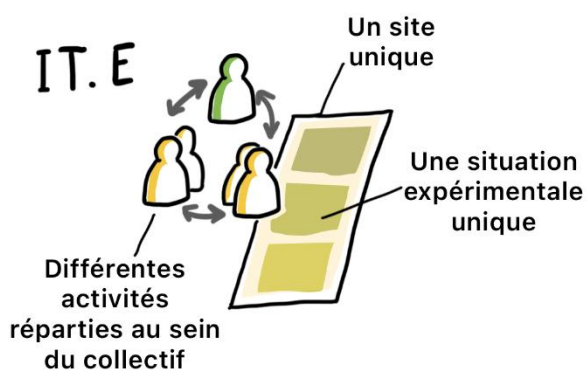 IT.E
Un site
unique
Une situation
expérimentale
unique
Différentes
activités
réparties au sein
du collectif